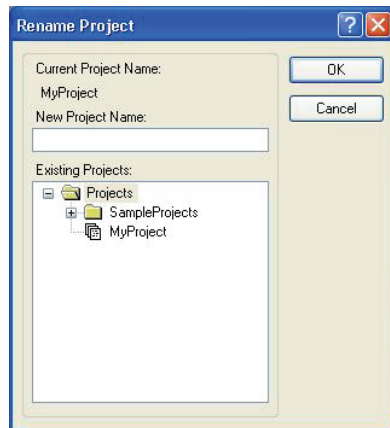 Rename Project
Current Project Name:
MyProject
New Project Name:
Existing Projects:
Projects
SampleProjects
MyProject
OK
Cancel